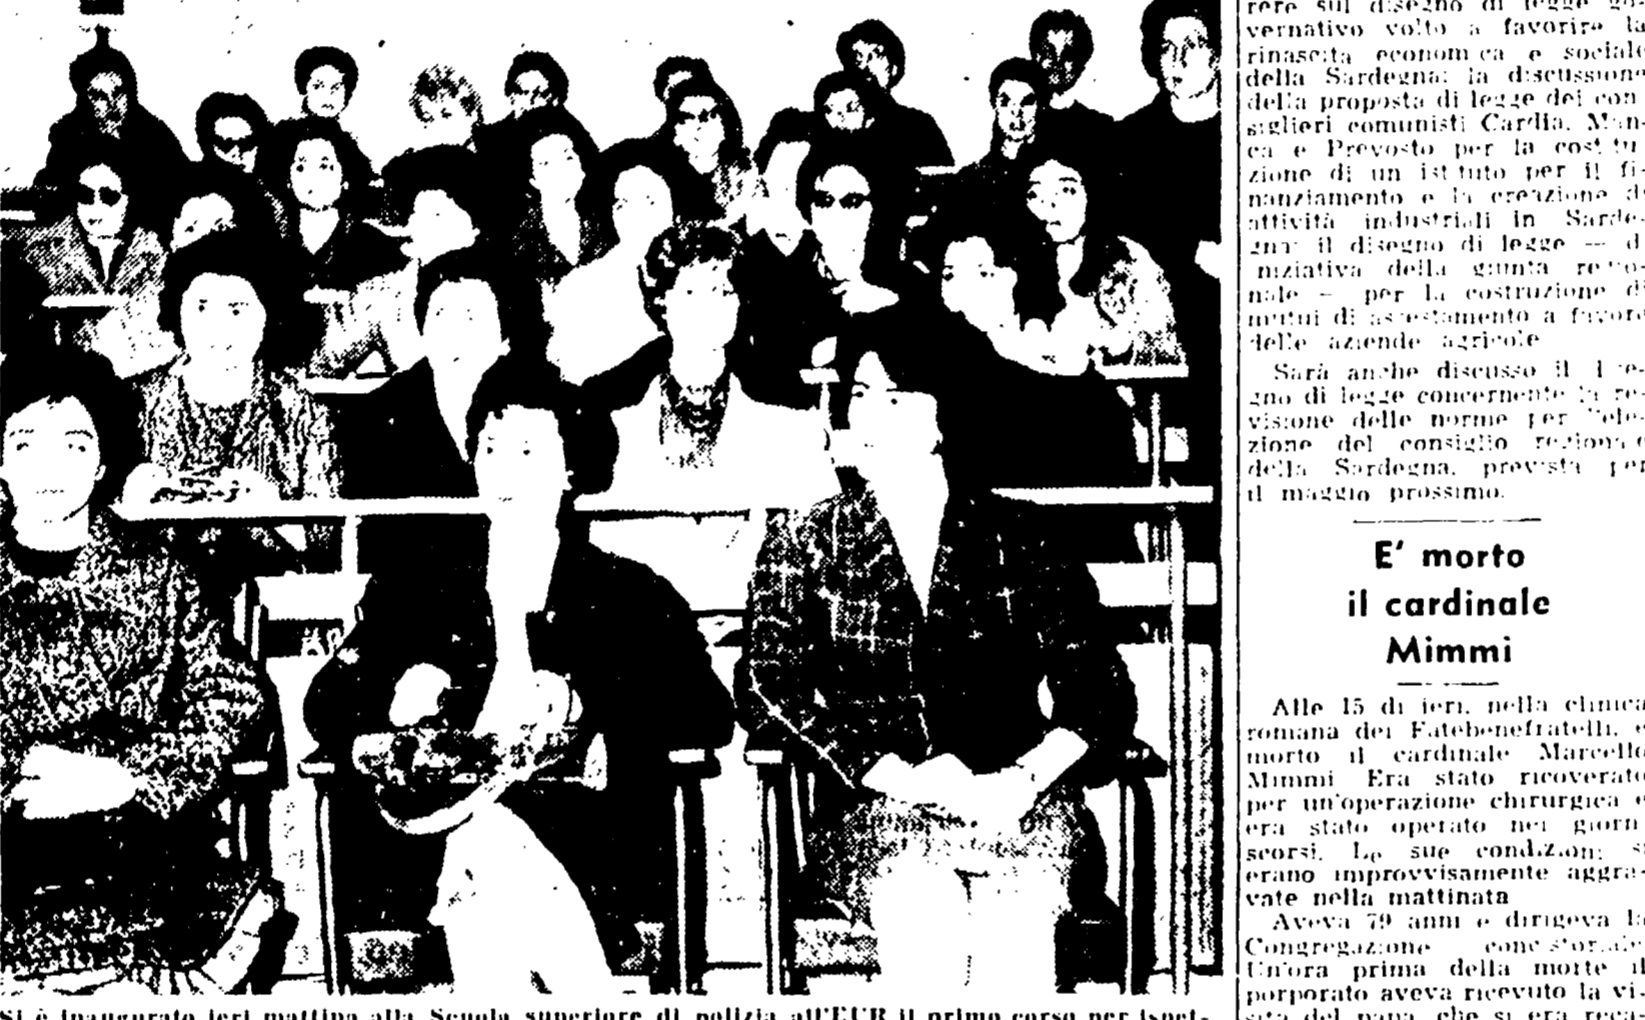 Si è inaugurato ieri mattina alla Scuola superiore di polizia all'EUR il primo corso per ispet-
rere sul disegno di legge go-
vernativo volto a favorire la
rinascita economica e sociale
della Sardegna; la discussione
della proposta di legge dei con-
siglieri comunisti Cardia, Man-
ca e Prevosto per la costitu-
zione di un istituto per il fi-
nanziamento e la creazione di
attività industriali in Sarde-
gna; il disegno di legge — di
iniziativa della giunta regio-
nale — per la costruzione di
mutui di assestamento a favore
delle aziende agricole
Sarà anche discusso il dise-
gno di legge concernente la re-
visione delle norme per l'ele-
zione del consiglio regionale
della Sardegna, prevista per
il maggio prossimo.
E' morto
il cardinale
Mimmi
Alle 15 di ieri, nella clinica
romana dei Fatebenefratelli, è
morto il cardinale Marcello
Mimmi Era stato ricoverato
per un'operazione chirurgica e
era stato operato nei giorni
scorsi. Le sue condizioni si
erano improvvisamente aggra-
vate nella mattinata
Aveva 79 anni e dirigeva la
Congregazione concistoriale
Un'ora prima della morte il
porporato aveva ricevuto la vi-
sita del papa, che si era reca-